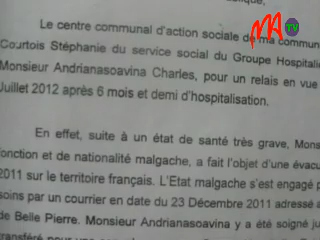 MA TV
Le centre communal d'action sociale de ma commun
Courtois Stéphanie du service social du Groupe Hospitali
Monsieur Andrianasoavina Charles, pour un relais en vue
Juillet 2012 après 6 mois et demi d'hospitalisation.
En effet, suite à un état de santé très grave, Mons
fonction et de nationalité malgache, a fait l'objet d'une évacu
2011 sur le territoire français. L'Etat malgache s'est engagé p
soins par un courrier en date du 23 Décembre 2011 adressé a
de Belle Pierre. Monsieur Andrianasoavina y a été soigné ju